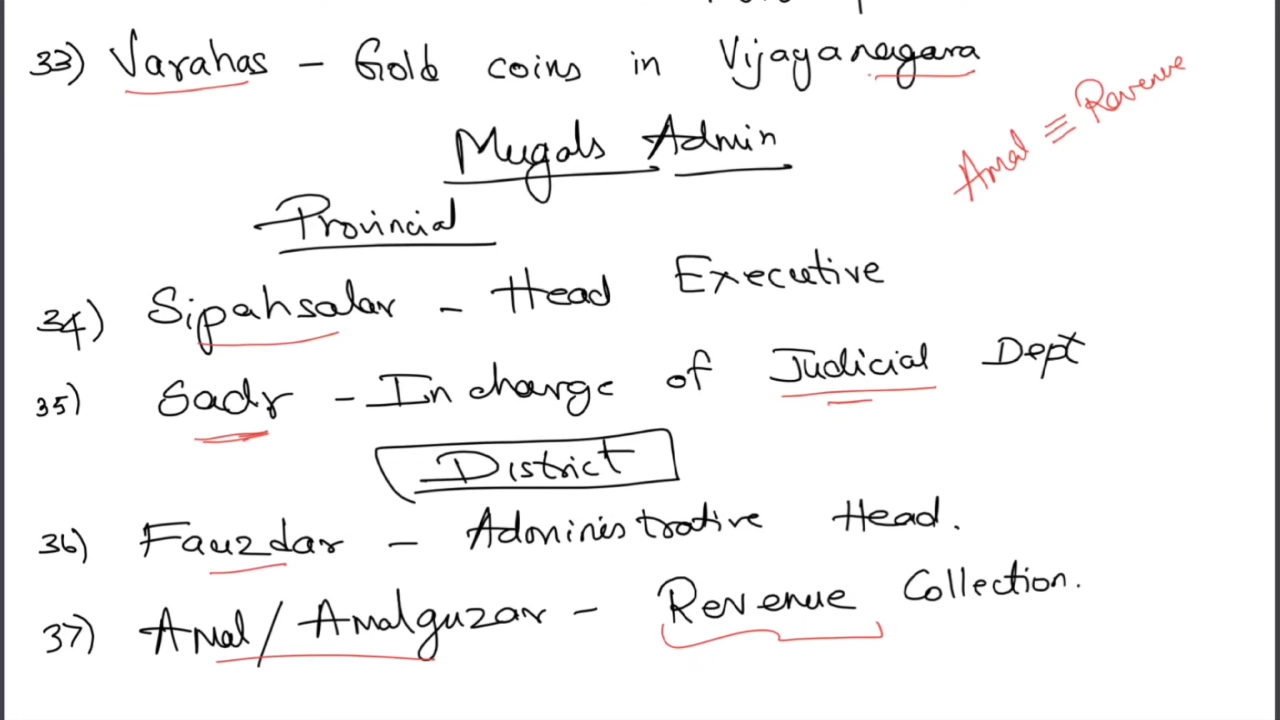 33) Varahas - Gold coins in Vijayanagara
Amal ≡ Revenue
Mugals Admin
Provincial
34) Sipahsalar - Head Executive
35) Sadr - In charge of Judicial Dept
District
36) Fauzdar - Administrative Head.
37) Amal/Amalguzar - Revenue Collection.